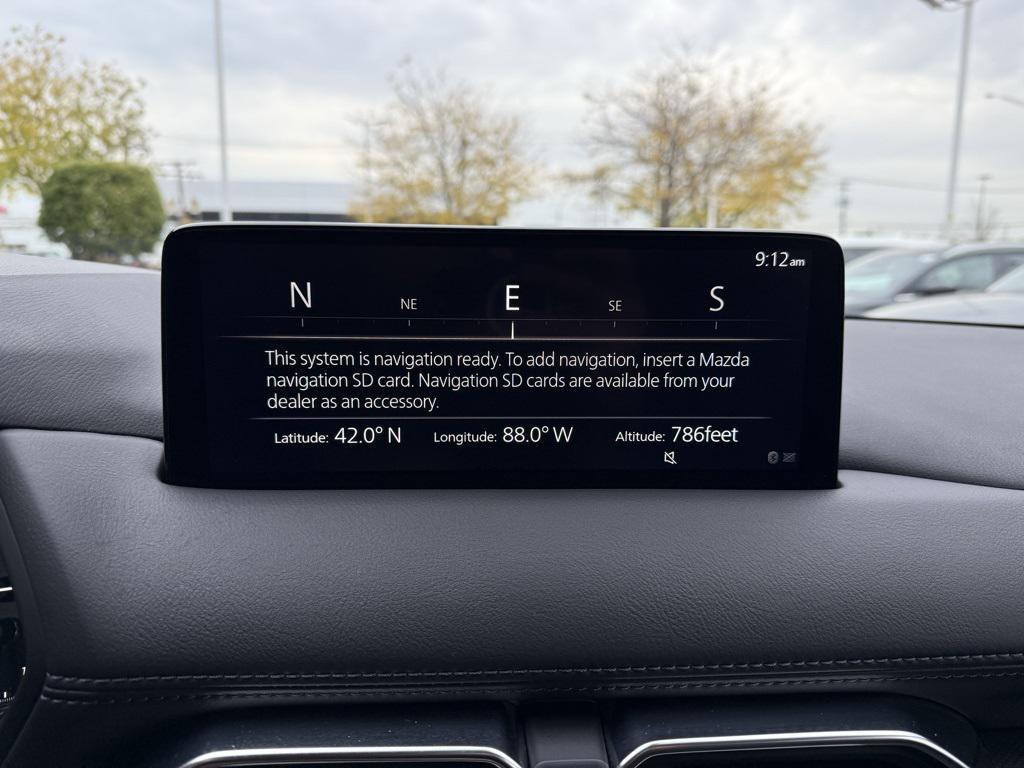 9:12am
N NE E SE S
This system is navigation ready. To add navigation, insert a Mazda
navigation SD card. Navigation SD cards are available from your
dealer as an accessory.
Latitude: 42.0° N Longitude: 88.0° W Altitude: 786feet